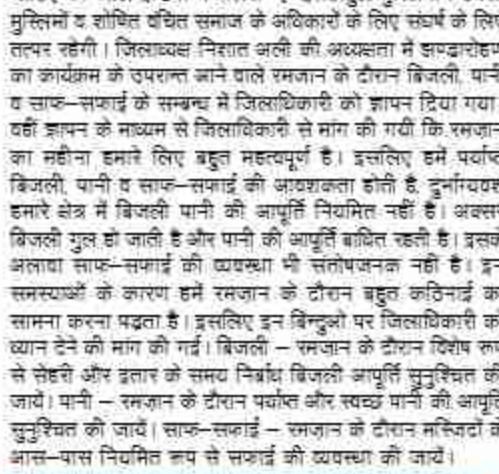 मुस्लिमों व शोषित वंचित समाज के अधिकारों के लिए संघर्ष के लि
तत्पर रहेगी। जिलाध्यक्ष निशात अली की अध्यक्षता में झण्डारोहण
का कार्यक्रम के उपरान्त आने वाले रमजान के दौरान बिजली, पानी
व साफ–सफाई के सम्बन्ध में जिलाधिकारी को ज्ञापन दिया गया
वहीं ज्ञापन के माध्यम से जिलाधिकारी से मांग की गयी कि रमज़ान
का महीना हमारे लिए बहुत महत्वपूर्ण है। इसलिए हमें पर्याप्त
बिजली, पानी व साफ–सफाई की आवशकता होती है, दुर्भाग्यवश
हमारे क्षेत्र में बिजली पानी की आपूर्ति नियमित नहीं है। अक्सर
बिजली गुल हो जाती है और पानी की आपूर्ति बाधित रहती है। इसके
अलावा साफ–सफाई की व्यवस्था भी संतोषजनक नहीं है। इन
समस्याओं के कारण हमें रमज़ान के दौरान बहुत कठिनाई का
सामना करना पड़ता है। इसलिए इन बिन्दुओ पर जिलाधिकारी का
ध्यान देने की मांग की गई। बिजली – रमज़ान के दौरान विशेष रूप
से सेहरी और इतार के समय निर्बाध बिजली आपूर्ति सुनुश्चित की
जायें। पानी – रमज़ान के दौरान पर्याप्त और स्वच्छ पानी की आपूर्ति
सुनुश्चित की जायें। साफ–सफाई – रमज़ान के दौरान मस्जिदों के
आस–पास नियमित रूप से सफाई की व्यवस्था की जायें।